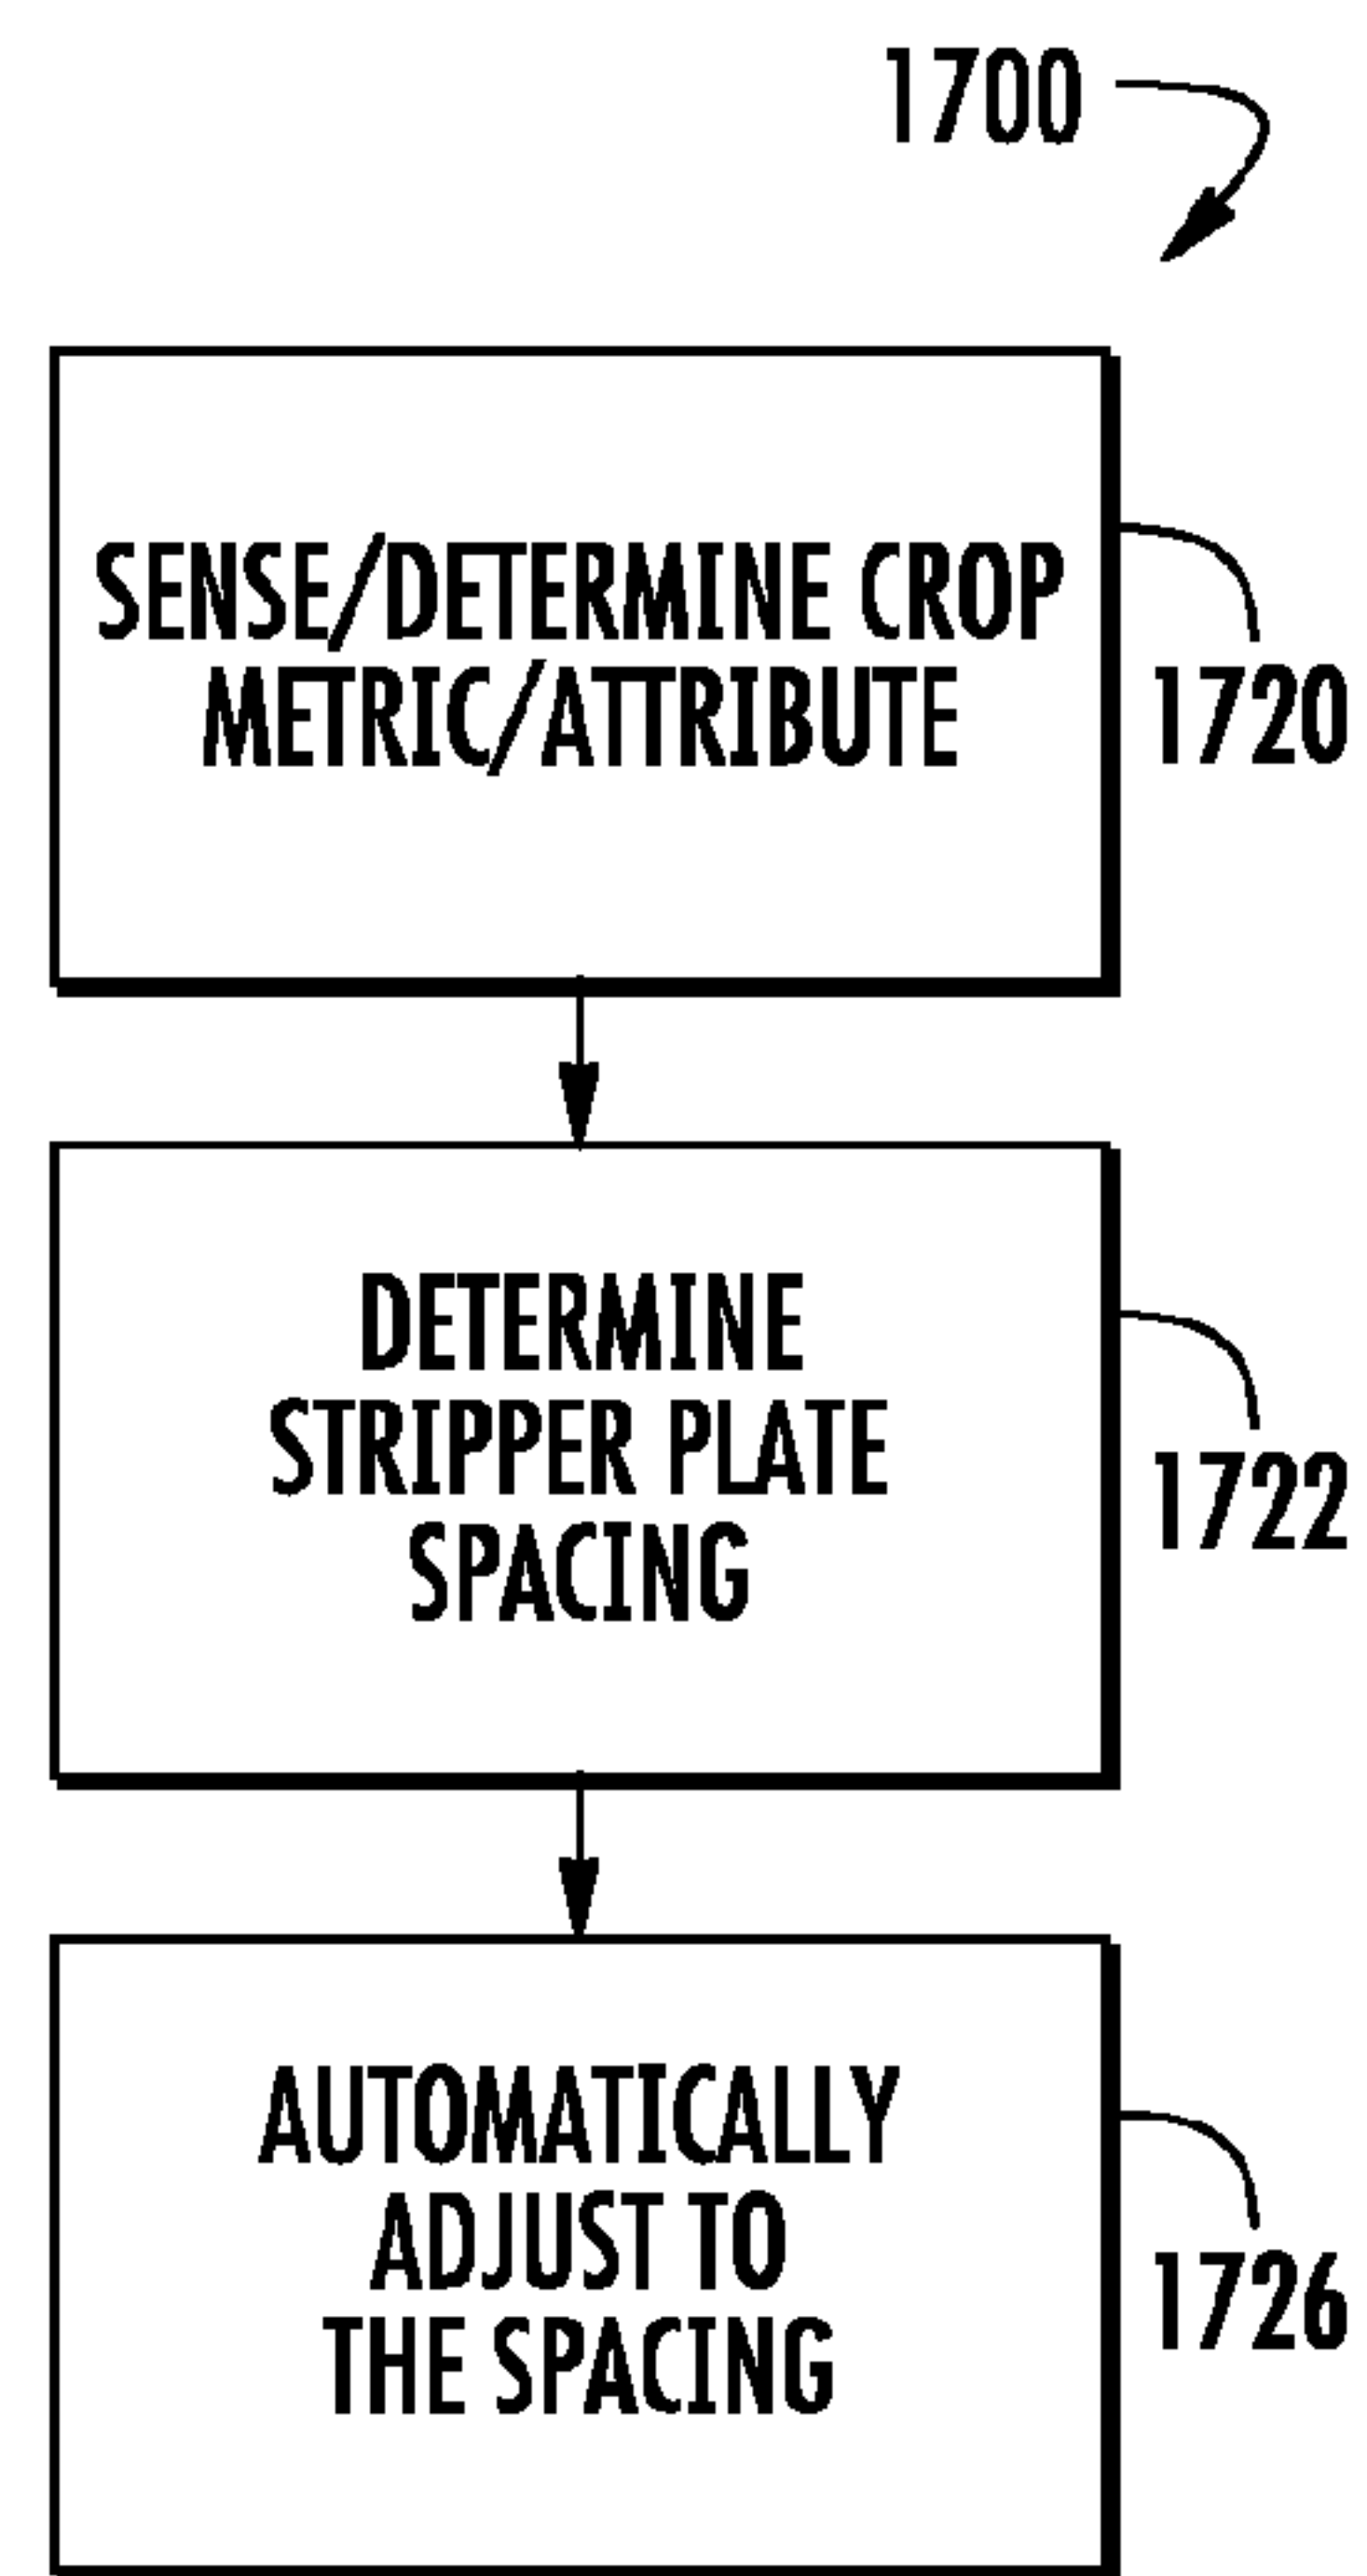 1700
SENSE/DETERMINE CROP
METRIC/ATTRIBUTE
1720
DETERMINE
STRIPPER PLATE
SPACING
1722
AUTOMATICALLY
ADJUST TO
THE SPACING
1726